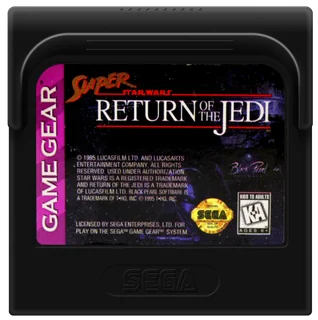 Super
STAR WARS
RETURN OF THE JEDI
GAME GEAR
© 1995 LUCASFILM LTD. AND LUCASARTS
ENTERTAINMENT COMPANY. ALL RIGHTS
RESERVED. USED UNDER AUTHORIZATION
STAR WARS IS A REGISTERED TRADEMARK
AND RETURN OF THE JEDI IS A TRADEMARK
OF LUCASFILM LTD. BLACK PEARL SOFTWARE IS
A TRADEMARK OF T•HQ, INC. © 1995 T•HQ, INC.
Black Pearl
LICENSED BY SEGA ENTERPRISES, LTD. FOR
PLAY ON THE SEGA™ GAME GEAR™ SYSTEM.
SEGA
KIDS TO ADULTS
K-A
AGES 6+
SEGA